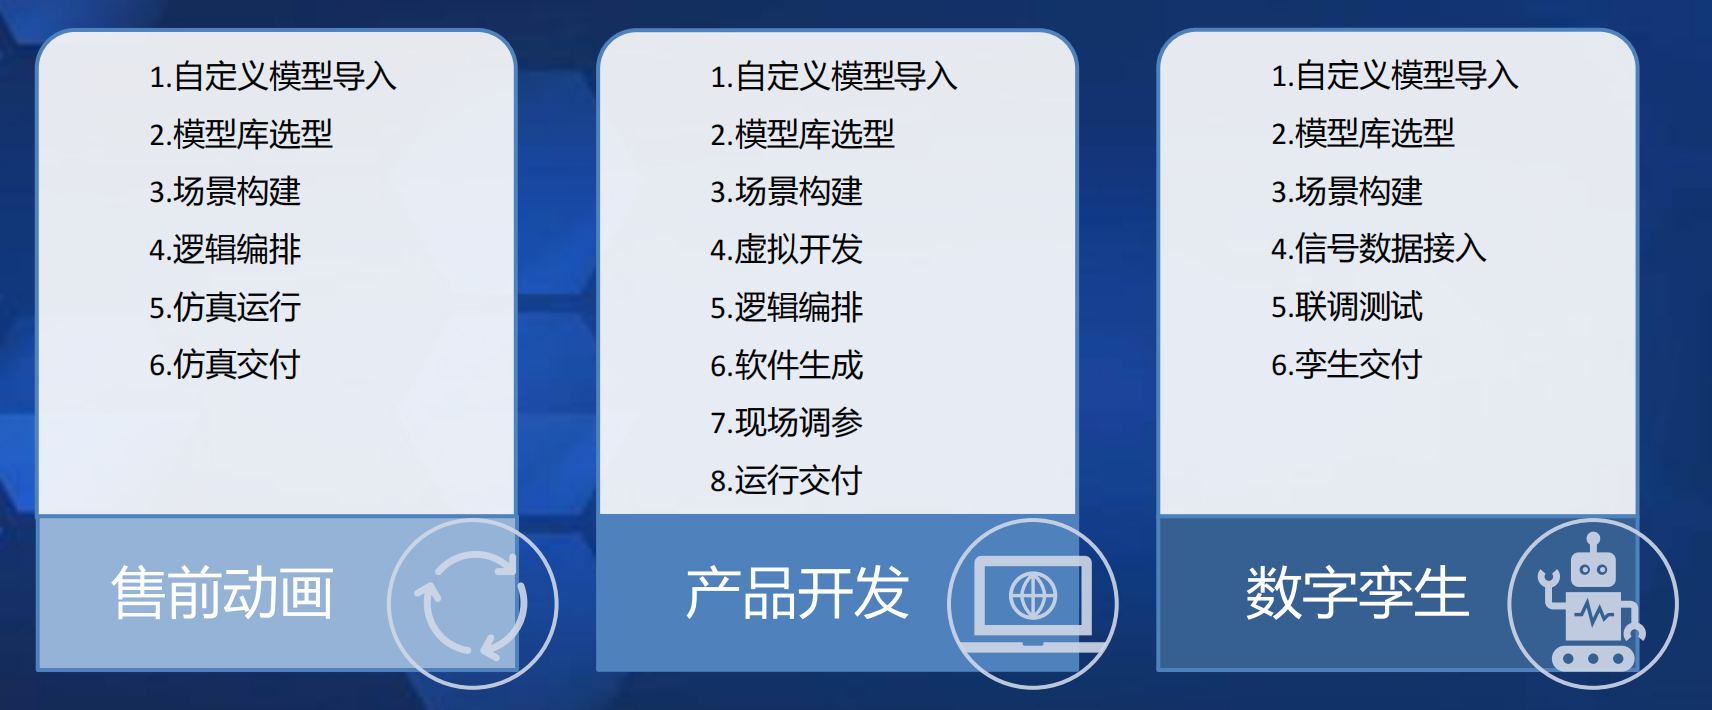 1.自定义模型导入
2.模型库选型
3.场景构建
4.逻辑编排
5.仿真运行
6.仿真交付
售前动画
1.自定义模型导入
2.模型库选型
3.场景构建
4.虚拟开发
5.逻辑编排
6.软件生成
7.现场调参
8.运行交付
产品开发
1.自定义模型导入
2.模型库选型
3.场景构建
4.信号数据接入
5.联调测试
6.孪生交付
数字孪生